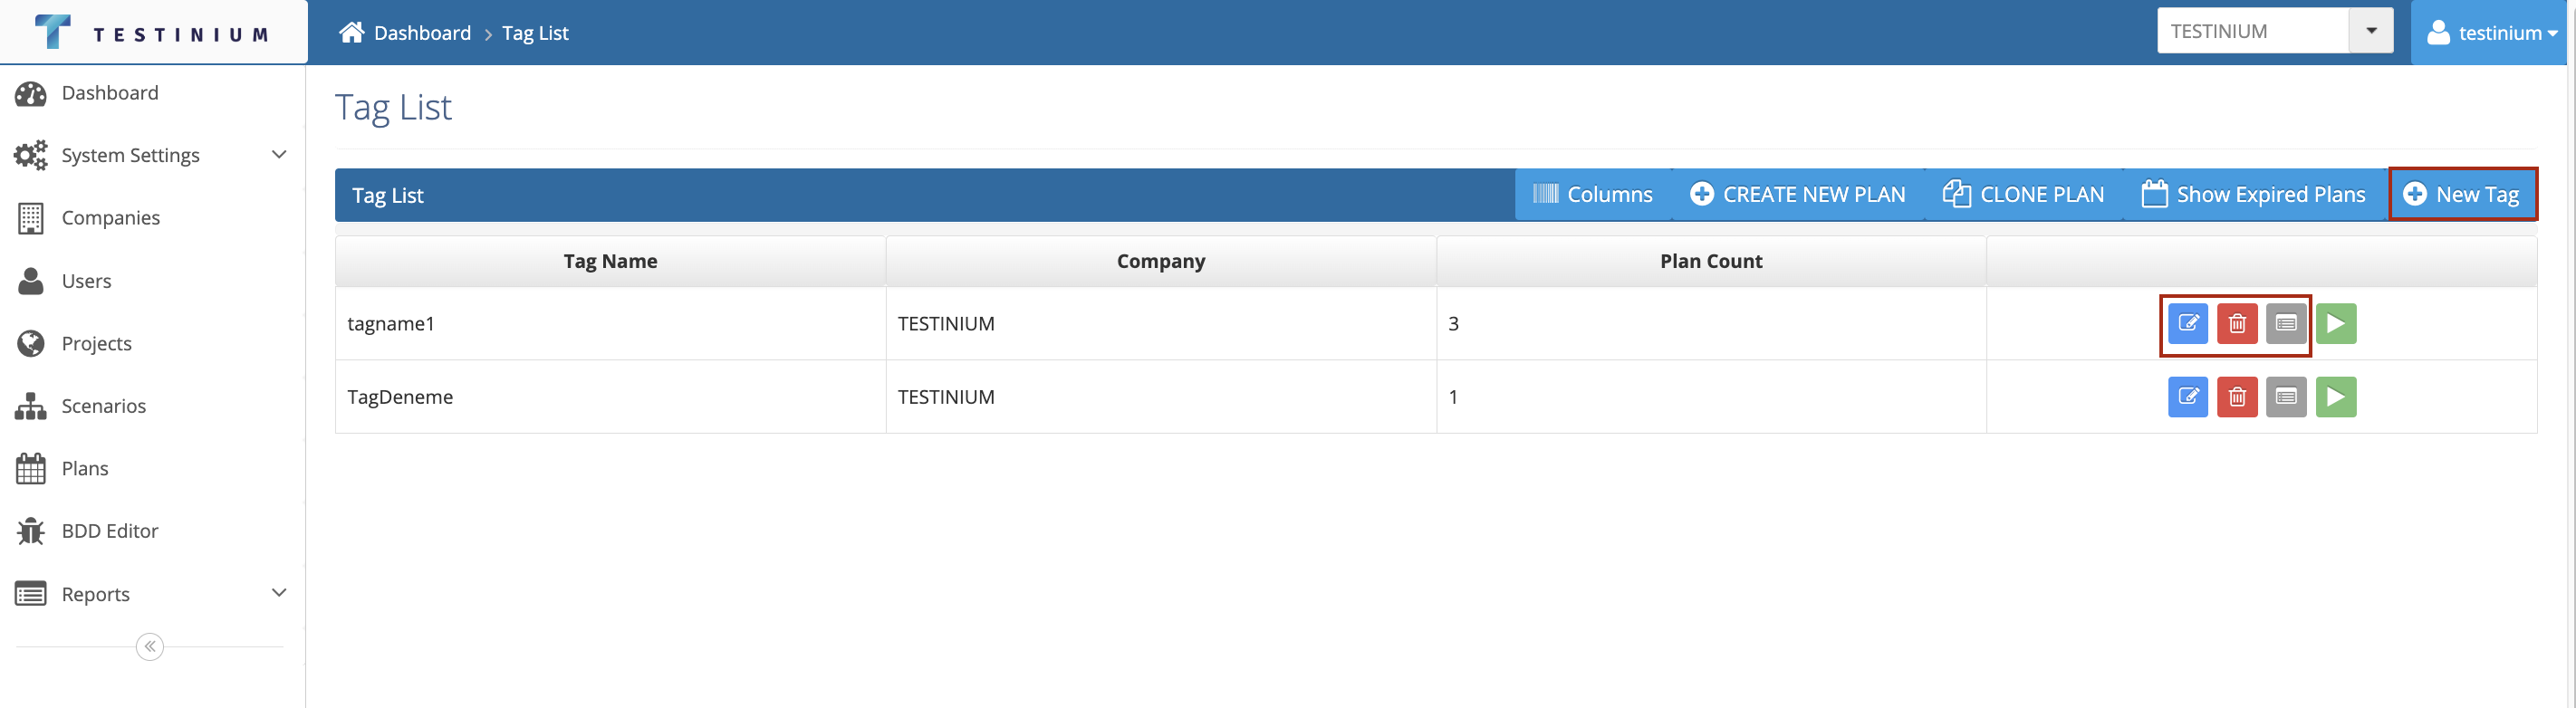 TESTINIUM
Dashboard > Tag List
TESTINIUM
testinium
Dashboard
System Settings
Companies
Users
Projects
Scenarios
Plans
BDD Editor
Reports
Tag List
Tag List
Columns
CREATE NEW PLAN
CLONE PLAN
Show Expired Plans
New Tag
Tag Name Company Plan Count
tagname1 TESTINIUM 3
TagDeneme TESTINIUM 1